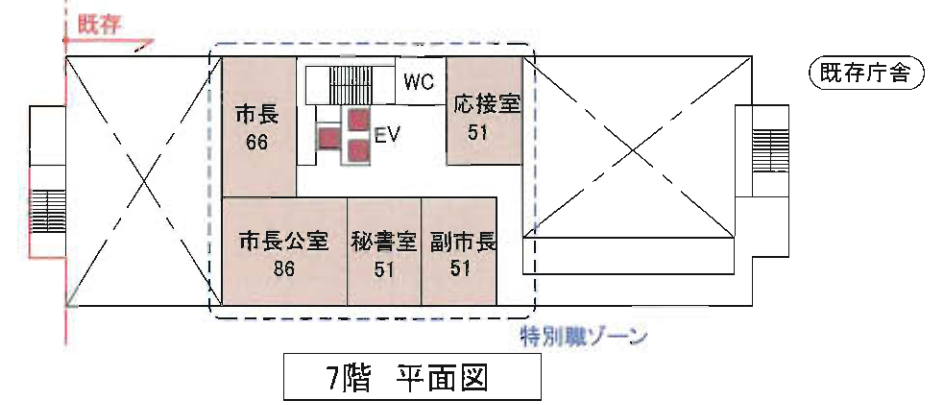 既存
既存庁舎
市長
66
WC
EV
応接室
51
市長公室
86
秘書室
51
副市長
51
特別職ゾーン
7階 平面図